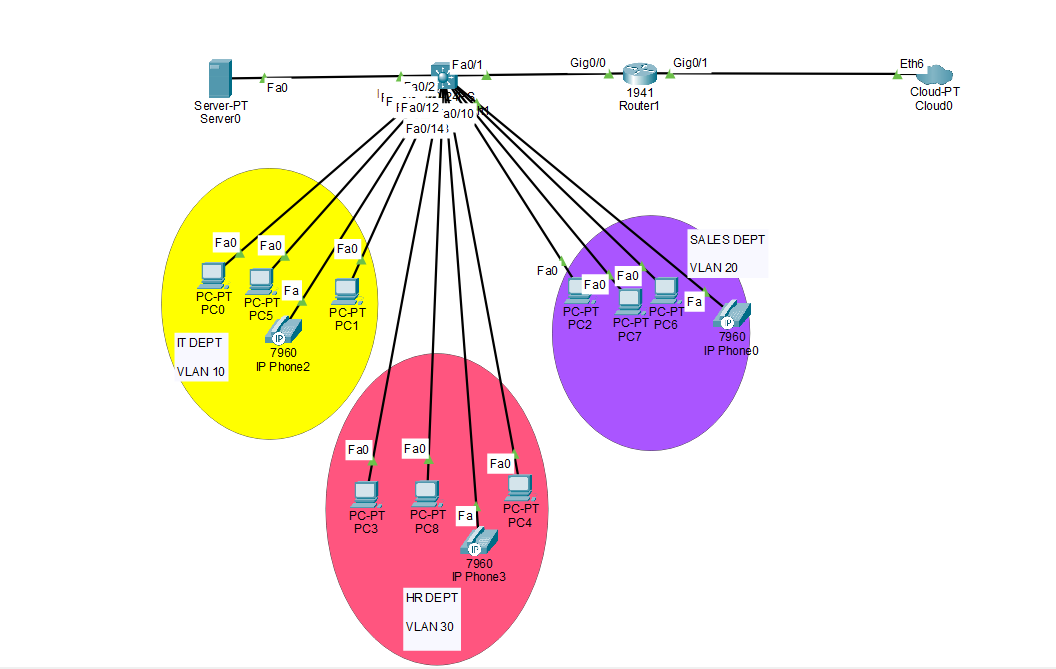 Fa0/1
Gig0/0
Gig0/1
Eth6
Fa0
Server-PT
Server0
1941
Router1
Cloud-PT
Cloud0
Fa0/2
Fa0/12
a0/10
Fa0/14
Fa0
Fa0
Fa0
Fa
PC-PT
PC0
PC-PT
PC5
PC-PT
PC1
7960
IP Phone2
IT DEPT
VLAN 10
SALES DEPT
VLAN 20
Fa0
Fa0
Fa0
Fa
PC-PT
PC2
PC-PT
PC7
PC-PT
PC6
7960
IP Phone0
Fa0
Fa0
Fa0
Fa
PC-PT
PC3
PC-PT
PC8
PC-PT
PC4
7960
IP Phone3
HR DEPT
VLAN 30